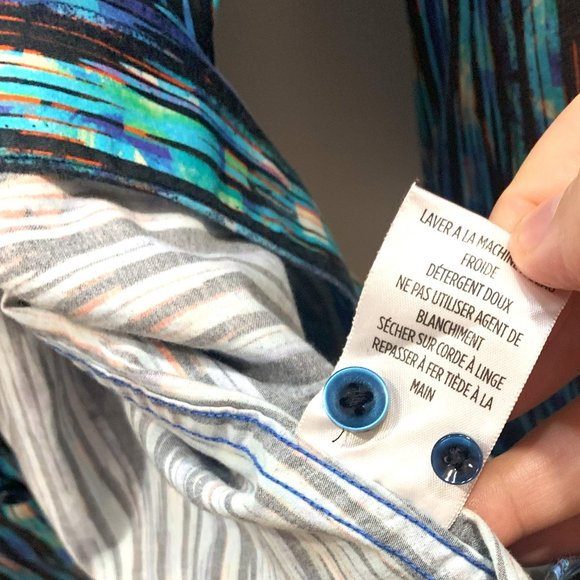 LAVER A LA MACHINE
FROIDE
DÉTERGENT DOUX
NE PAS UTILISER AGENT DE
BLANCHIMENT
SÉCHER SUR CORDE À LINGE
REPASSER À FER TIÈDE À LA
MAIN